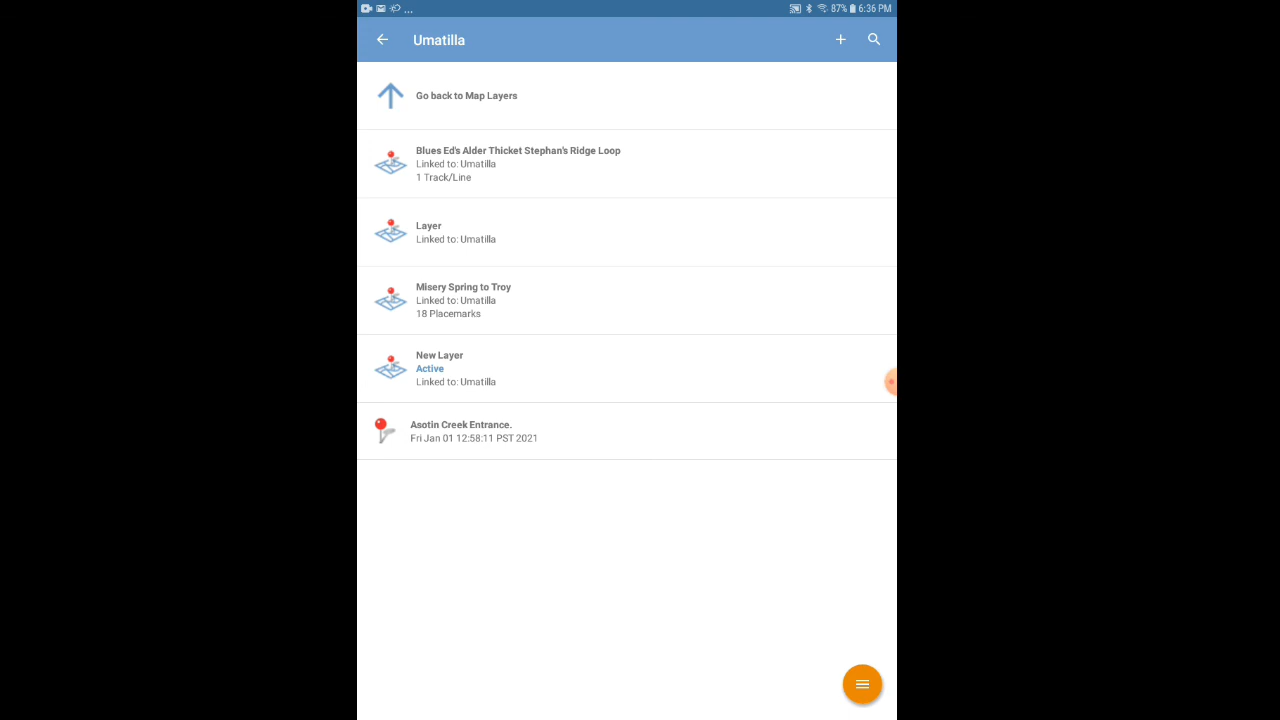 ... 87% 6:36 PM
Umatilla
Go back to Map Layers
Blues Ed's Alder Thicket Stephan's Ridge Loop
Linked to: Umatilla
1 Track/Line
Layer
Linked to: Umatilla
Misery Spring to Troy
Linked to: Umatilla
18 Placemarks
New Layer
Active
Linked to: Umatilla
Asotin Creek Entrance.
Fri Jan 01 12:58:11 PST 2021